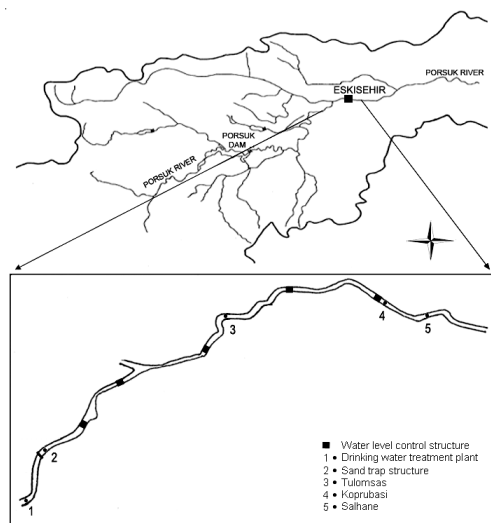 PORSUK RIVER
ESKISEHIR
PORSUK
DAM
PORSUK RIVER
3
4
5
2
1
■ Water level control structure
1 • Drinking water treatment plant
2 • Sand trap structure
3 • Tulomsas
4 • Koprubasi
5 • Salhane